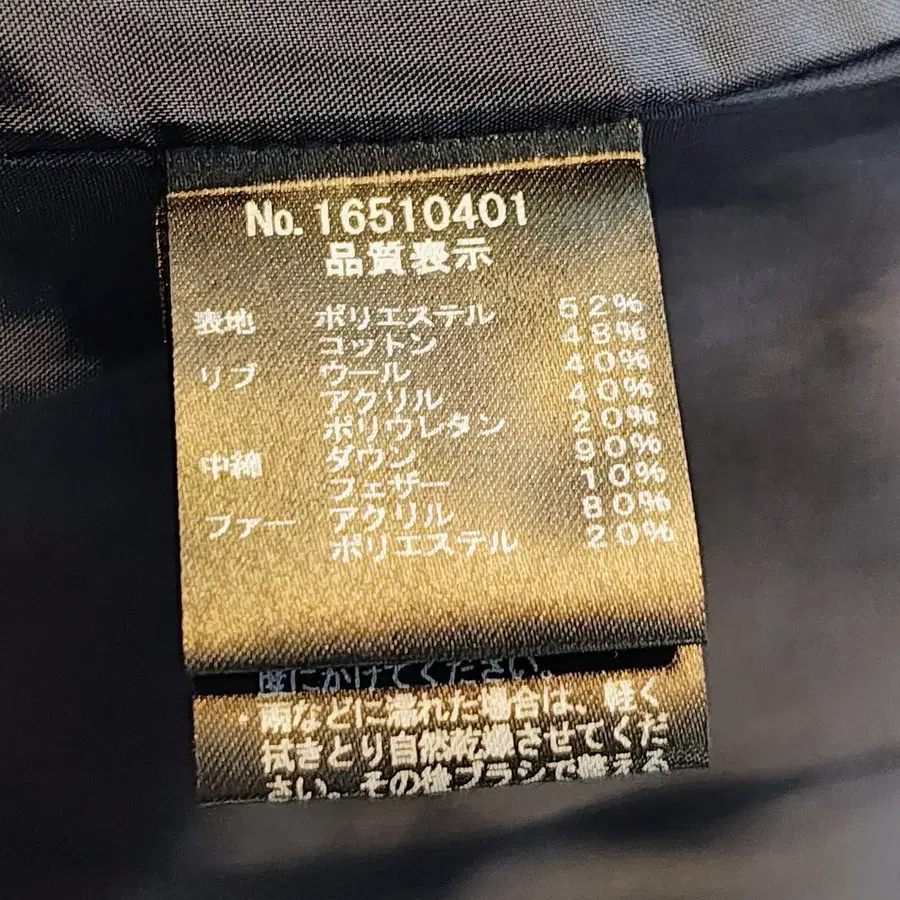 No.16510401
品質表示
表地 ポリエステル 52%
コットン 48%
リブ ウール 40%
アクリル 40%
ポリウレタン 20%
中綿 ダウン 90%
フェザー 10%
ファー アクリル 80%
ポリエステル 20%
度にかけてください。
・雨などに濡れた場合は、軽く
拭きとり自然乾燥させてくだ
さい。その後ブラシで整える